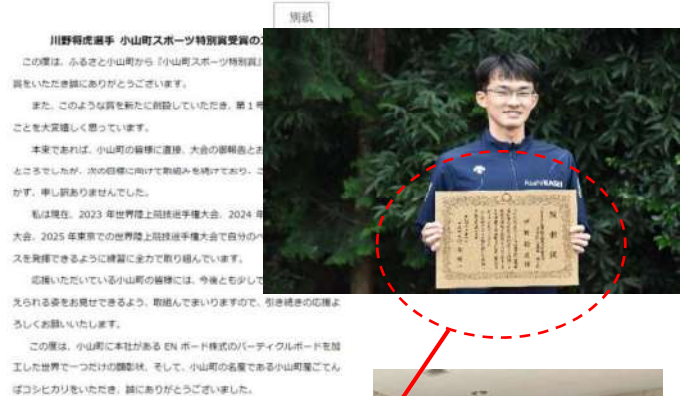 別紙
川野将虎選手 小山町スポーツ特別賞受賞の
この度は、ふるさと小山町から『小山町スポーツ特別賞』
賞をいただき誠にありがとうございます。
また、このような賞を新たに創設していただき、第１号
ことを大変嬉しく思っています。
本来であれば、小山町の皆様に直接、大会の御報告とお
ところでしたが、次の目標に向けて取組みを続けており、
かず、申し訳ありませんでした。
私は現在、2023 年世界陸上競技選手権大会、2024 年
大会、2025 年東京での世界陸上競技選手権大会で自分のベ
スを発揮できるように練習に全力で取り組んでいます。
応援いただいている小山町の皆様には、今後とも少しで
えられる姿をお見せできるよう、取組んでまいりますので、引き続きの応援よ
ろしくお願いいたします。
この度は、小山町に本社がある EN ボード株式のパーティクルボードを加
工した世界で一つだけの顕彰状、そして、小山町の名産である小山町産ごてん
ばコシヒカリをいただき、誠にありがとうございました。
AsahiKASEI